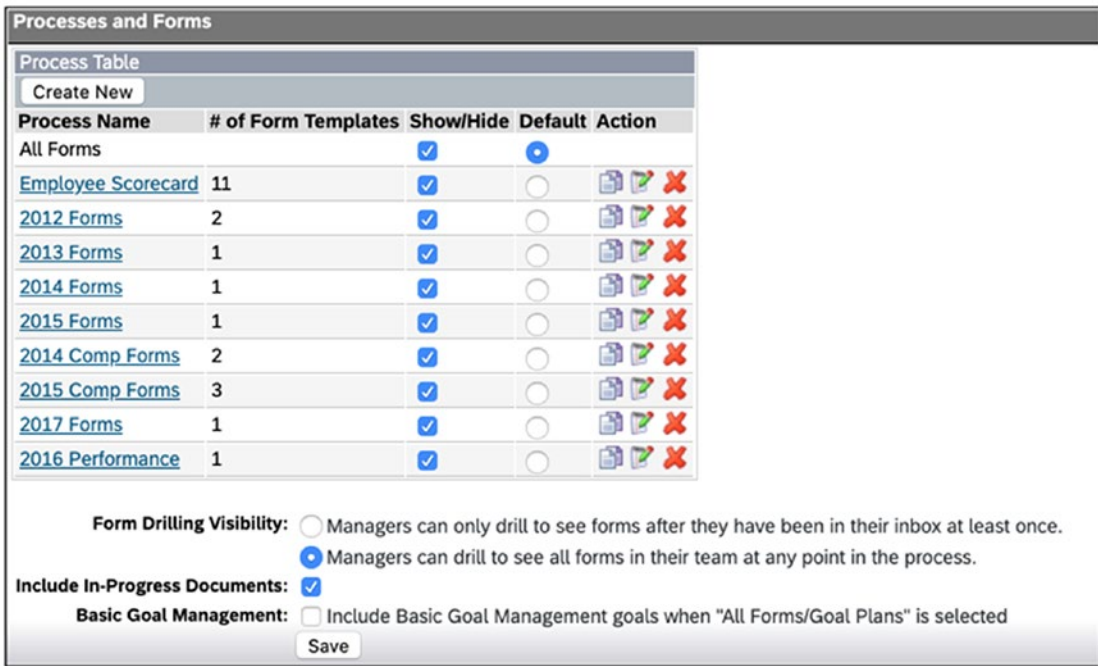 Processes and Forms
Process Table
Create New
Process Name # of Form Templates Show/Hide Default Action
All Forms
Employee Scorecard 11
2012 Forms 2
2013 Forms 1
2014 Forms 1
2015 Forms 1
2014 Comp Forms 2
2015 Comp Forms 3
2017 Forms 1
2016 Performance 1
Form Drilling Visibility: Managers can only drill to see forms after they have been in their inbox at least once.
Managers can drill to see all forms in their team at any point in the process.
Include In-Progress Documents:
Basic Goal Management: Include Basic Goal Management goals when "All Forms/Goal Plans" is selected
Save